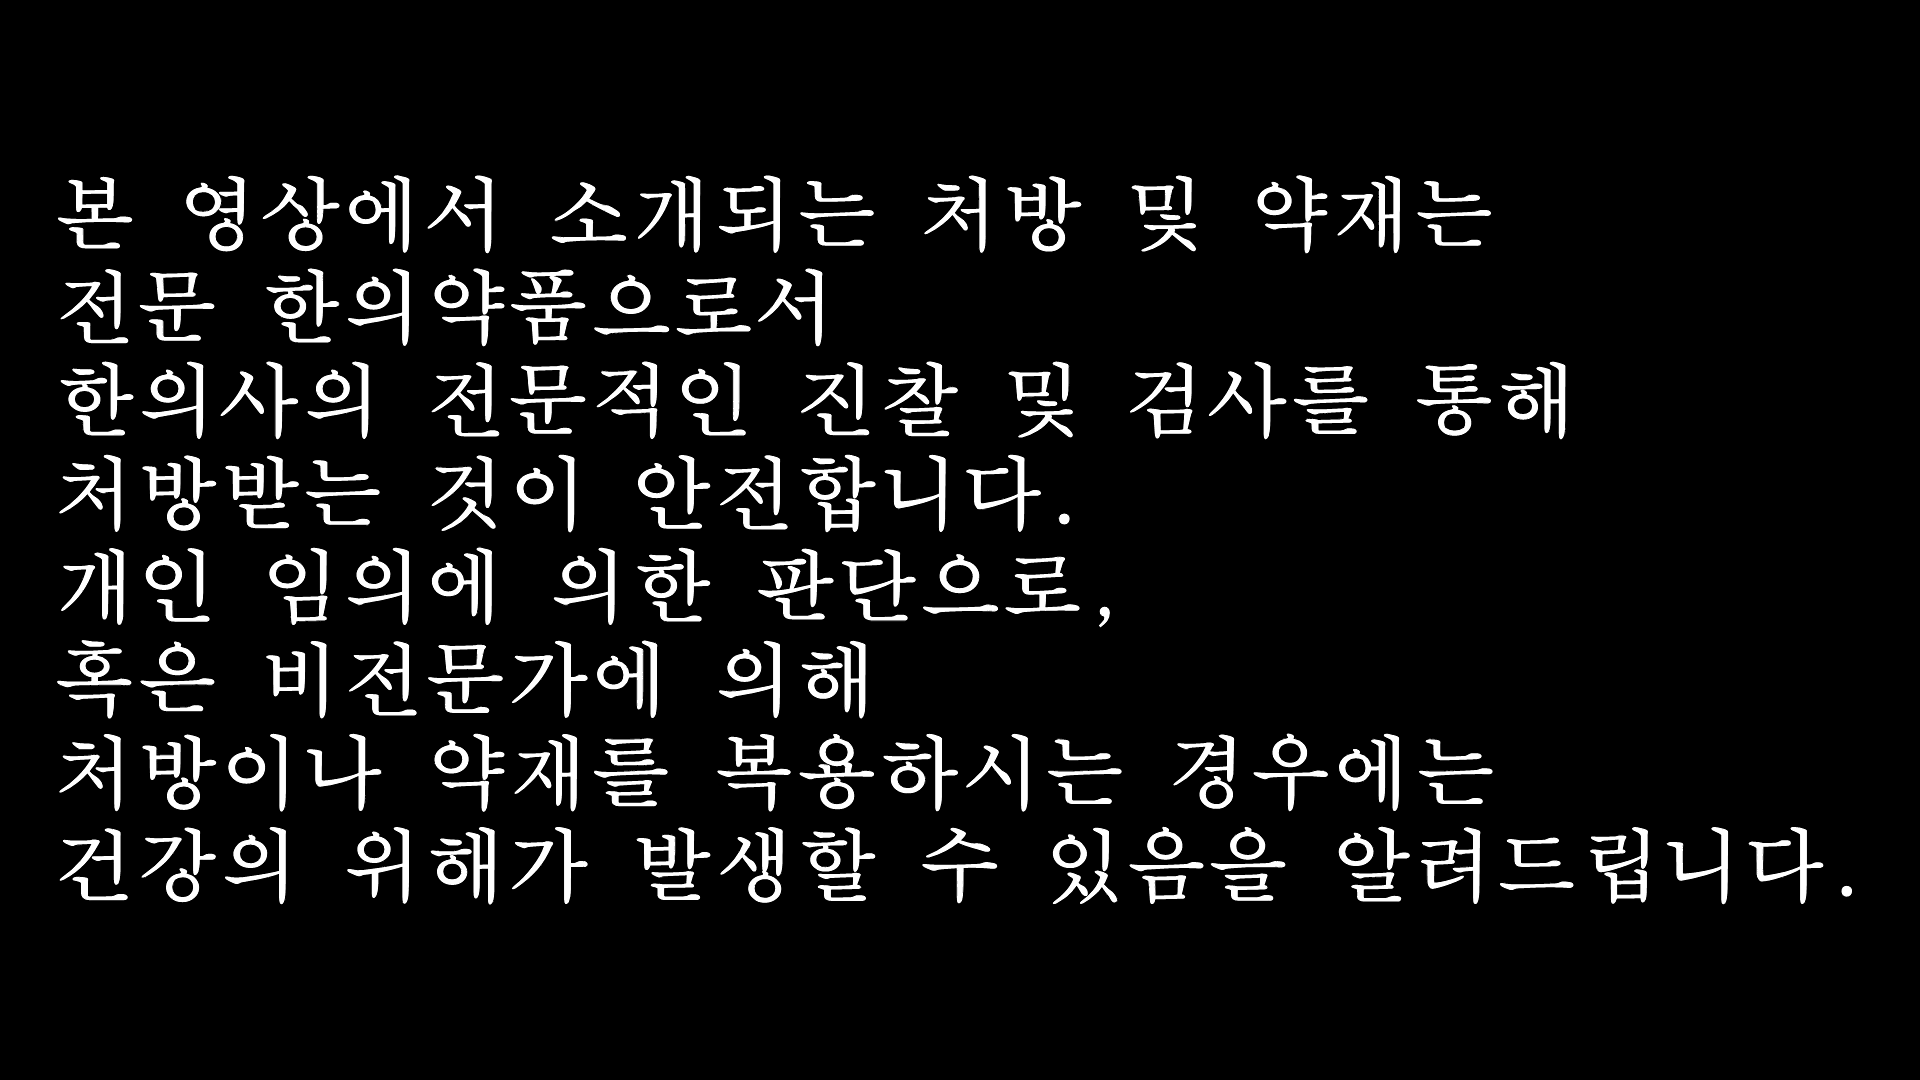 본 영상에서 소개되는 처방 및 약재는
전문 한의약품으로서
한의사의 전문적인 진찰 및 검사를 통해
처방받는 것이 안전합니다.
개인 임의에 의한 판단으로,
혹은 비전문가에 의해
처방이나 약재를 복용하시는 경우에는
건강의 위해가 발생할 수 있음을 알려드립니다.